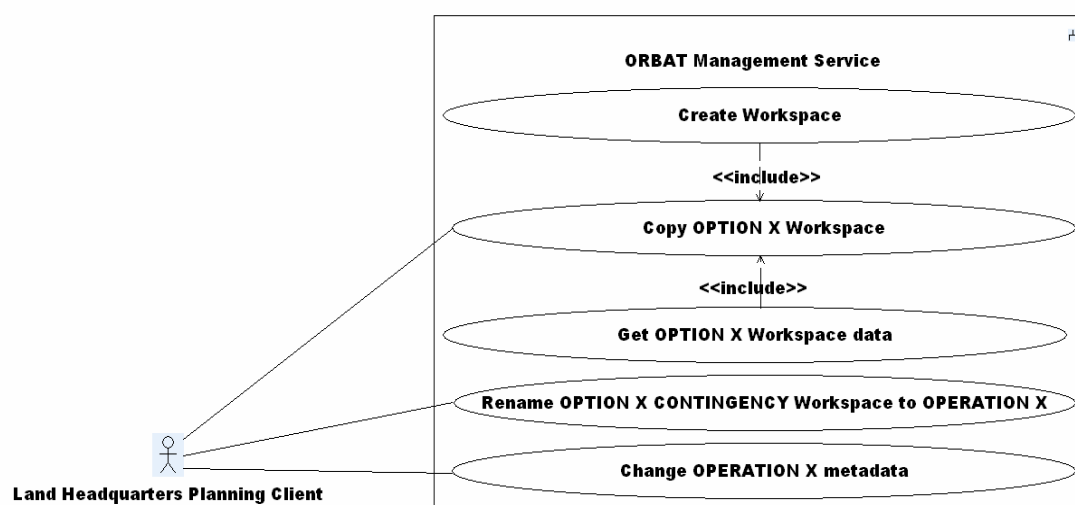 ORBAT Management Service
Create Workspace
<<include>>
Copy OPTION X Workspace
<<include>>
Get OPTION X Workspace data
Rename OPTION X CONTINGENCY Workspace to OPERATION X
Change OPERATION X metadata
Land Headquarters Planning Client